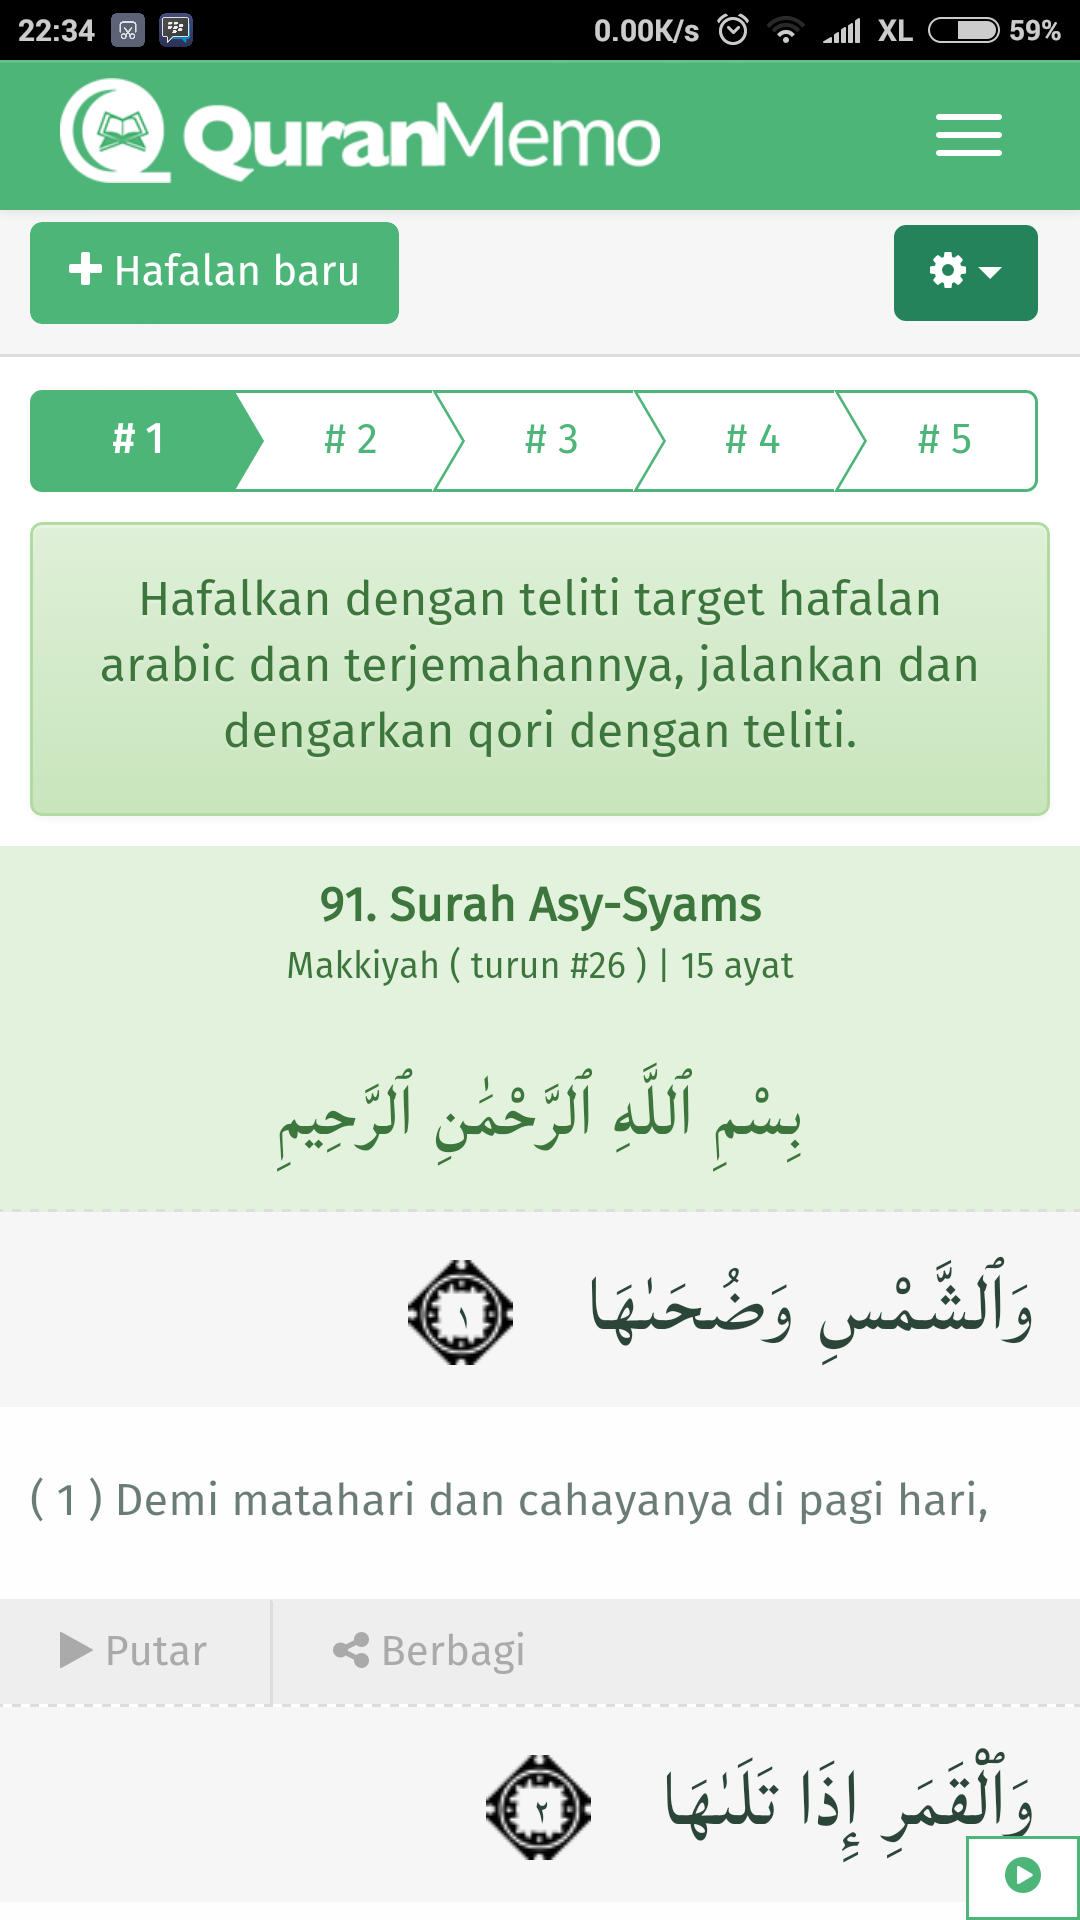 22:34 0.00K/s XL 59%
QuranMemo
Hafalan baru
# 1 # 2 # 3 # 4 # 5
Hafalkan dengan teliti target hafalan
arabic dan terjemahannya, jalankan dan
dengarkan qori dengan teliti.
91. Surah Asy-Syams
Makkiyah ( turun #26 ) | 15 ayat
بِسْمِ ٱللَّهِ ٱلرَّحْمَٰنِ ٱلرَّحِيمِ
وَٱلشَّمْسِ وَضُحَىٰهَا ١
( 1 ) Demi matahari dan cahayanya di pagi hari,
Putar Berbagi
وَٱلْقَمَرِ إِذَا تَلَىٰهَا ٢